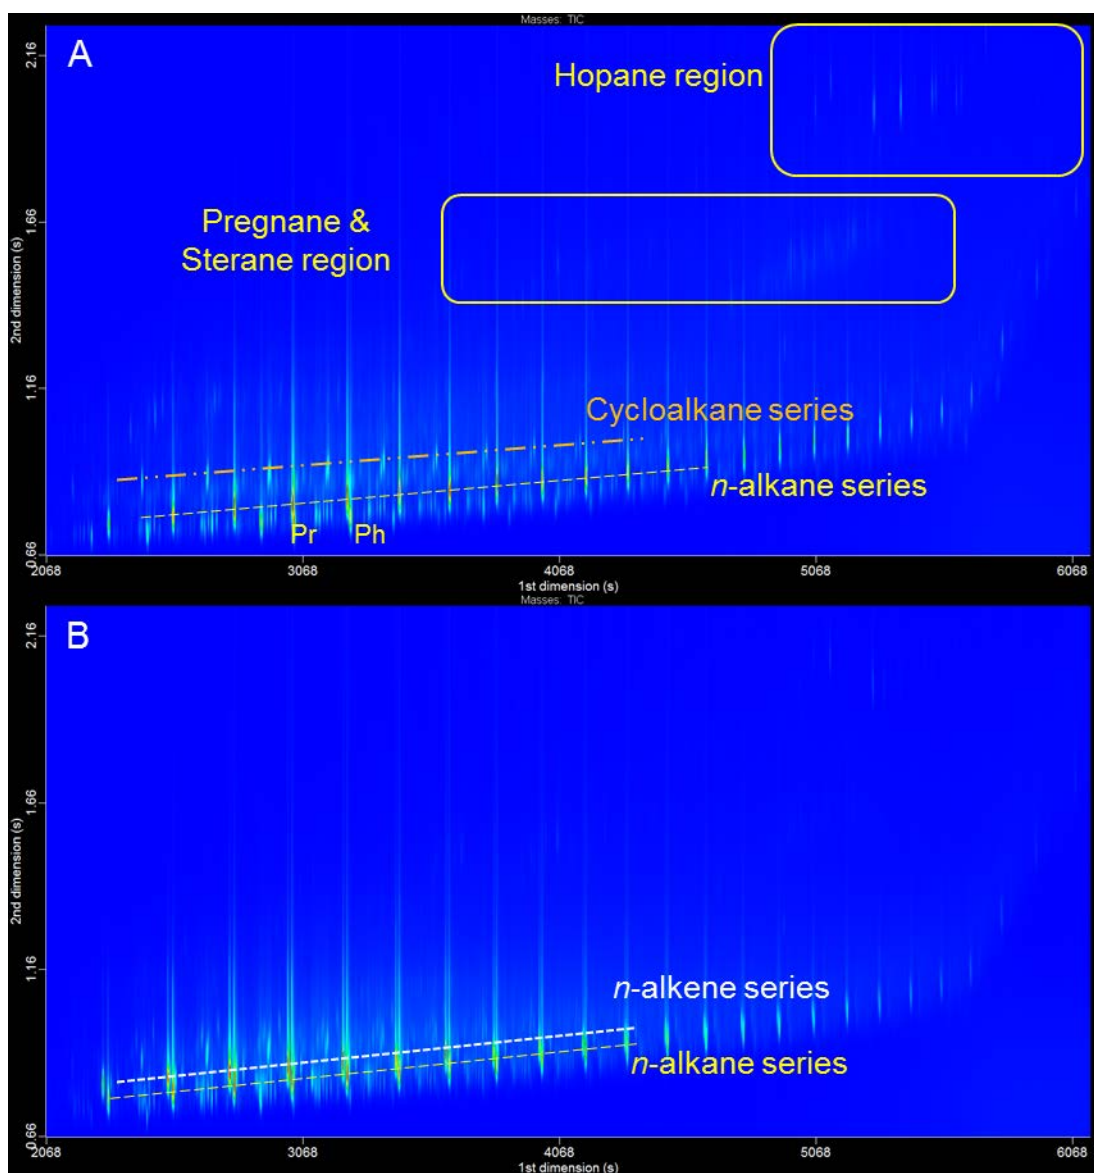 Masses: TIC
A
Hopane region
Pregnane &
Sterane region
Cycloalkane series
n-alkane series
Pr
Ph
2nd dimension (s)
2.16
1.66
1.16
0.66
2068
3068
4068
5068
6068
1st dimension (s)
Masses: TIC
B
n-alkene series
n-alkane series
2nd dimension (s)
2.16
1.66
1.16
0.66
2068
3068
4068
5068
6068
1st dimension (s)